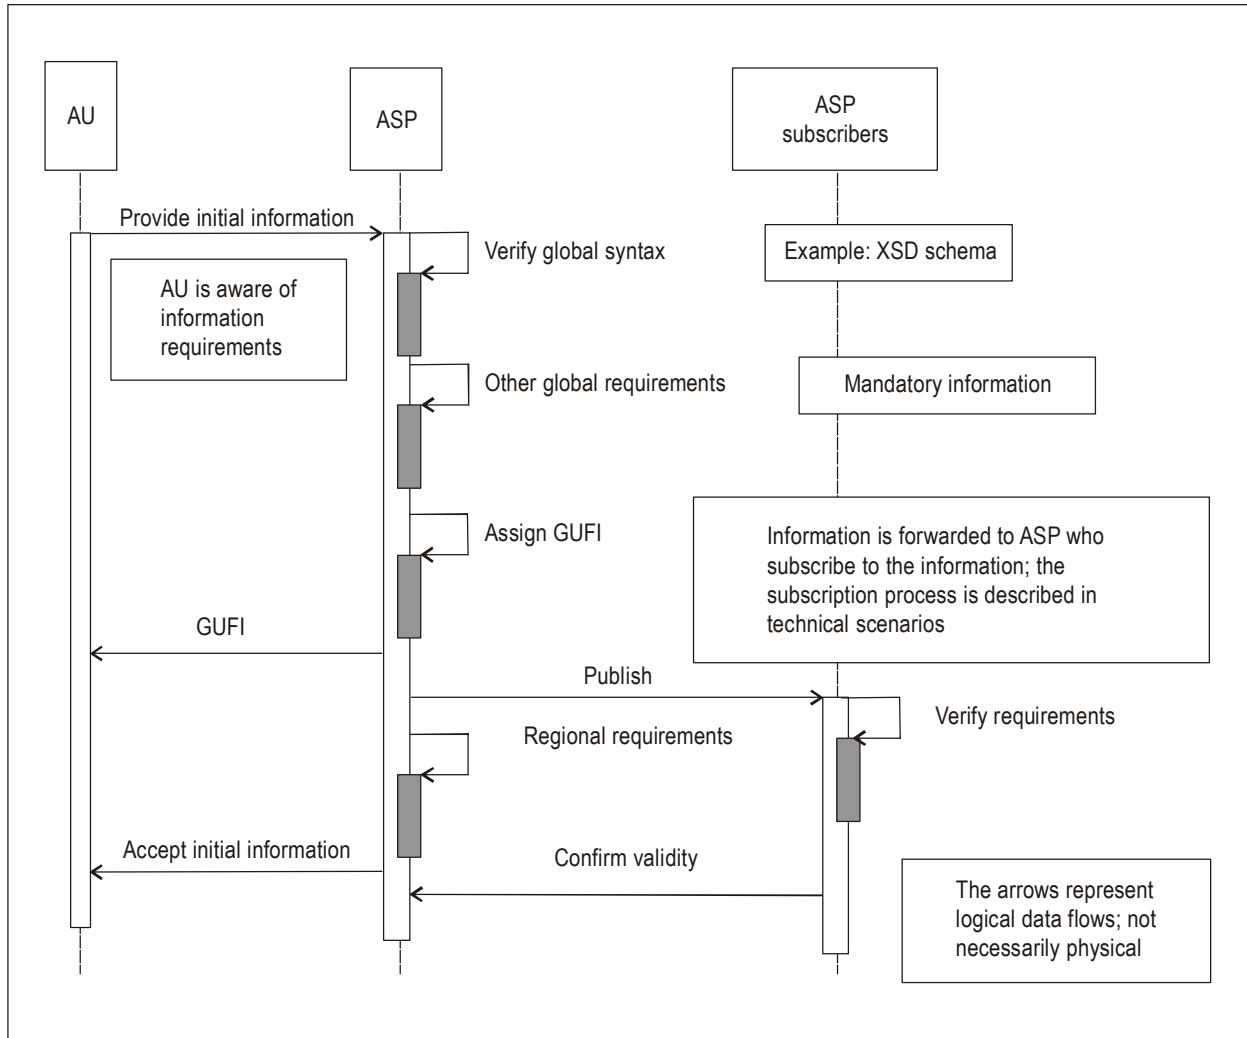 AU
ASP
ASP
subscribers
Provide initial information
Verify global syntax
Example: XSD schema
AU is aware of
information
requirements
Other global requirements
Mandatory information
Assign GUFI
Information is forwarded to ASP who
subscribe to the information; the
subscription process is described in
technical scenarios
GUFI
Publish
Verify requirements
Regional requirements
Accept initial information
Confirm validity
The arrows represent
logical data flows; not
necessarily physical